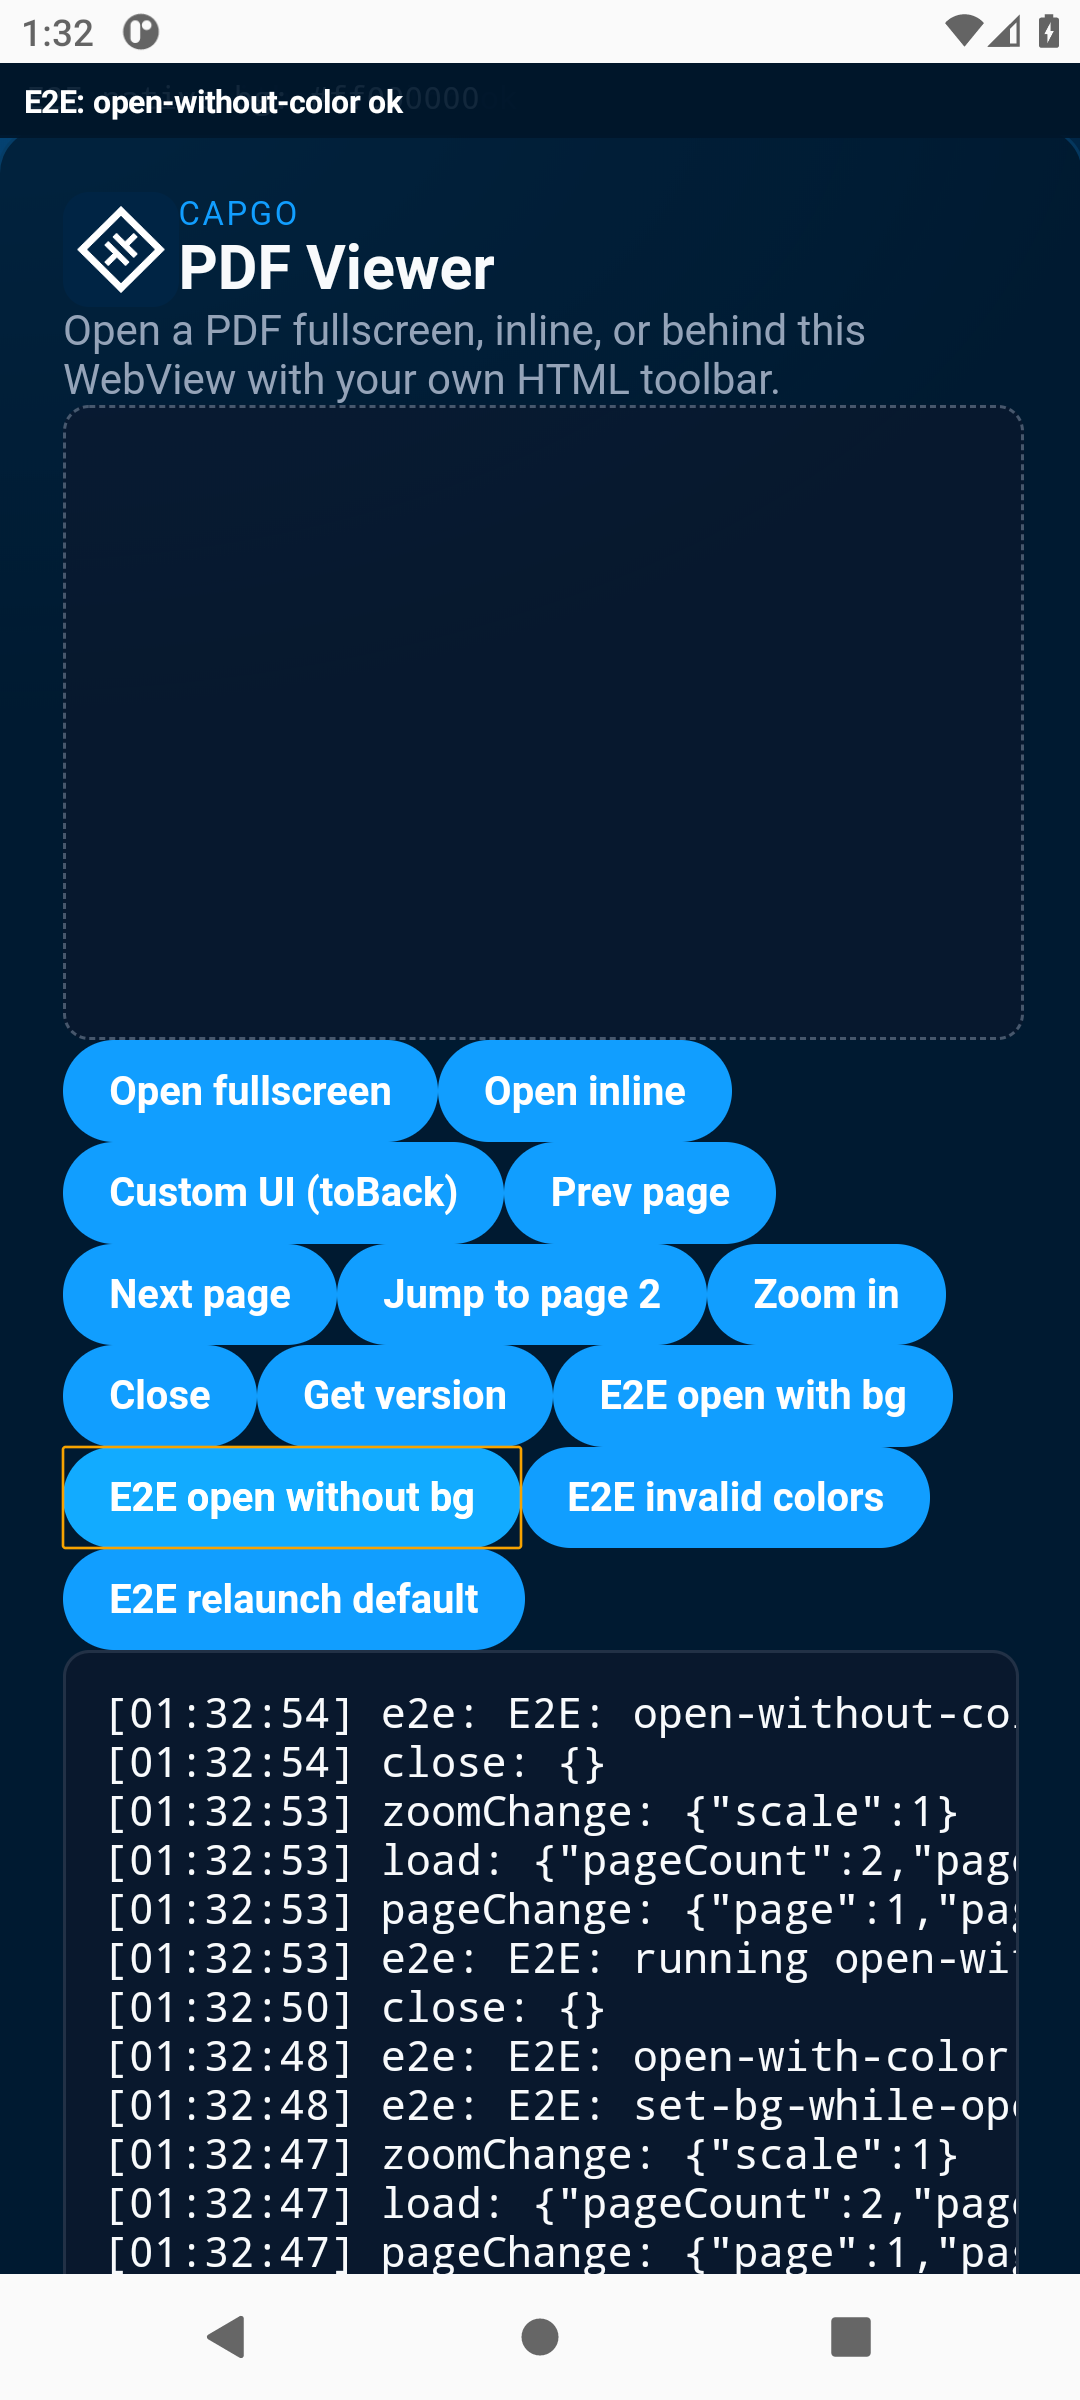 1:32
E2E: open-without-color ok
CAPGO
PDF Viewer
Open a PDF fullscreen, inline, or behind this
WebView with your own HTML toolbar.
Open fullscreen
Open inline
Custom UI (toBack)
Prev page
Next page
Jump to page 2
Zoom in
Close
Get version
E2E open with bg
E2E open without bg
E2E invalid colors
E2E relaunch default
[01:32:54] e2e: E2E: open-without-co
[01:32:54] close: {}
[01:32:53] zoomChange: {"scale":1}
[01:32:53] load: {"pageCount":2,"page
[01:32:53] pageChange: {"page":1,"pag
[01:32:53] e2e: E2E: running open-wit
[01:32:50] close: {}
[01:32:48] e2e: E2E: open-with-color
[01:32:48] e2e: E2E: set-bg-while-ope
[01:32:47] zoomChange: {"scale":1}
[01:32:47] load: {"pageCount":2,"page
[01:32:47] pageChange: {"page":1,"pag